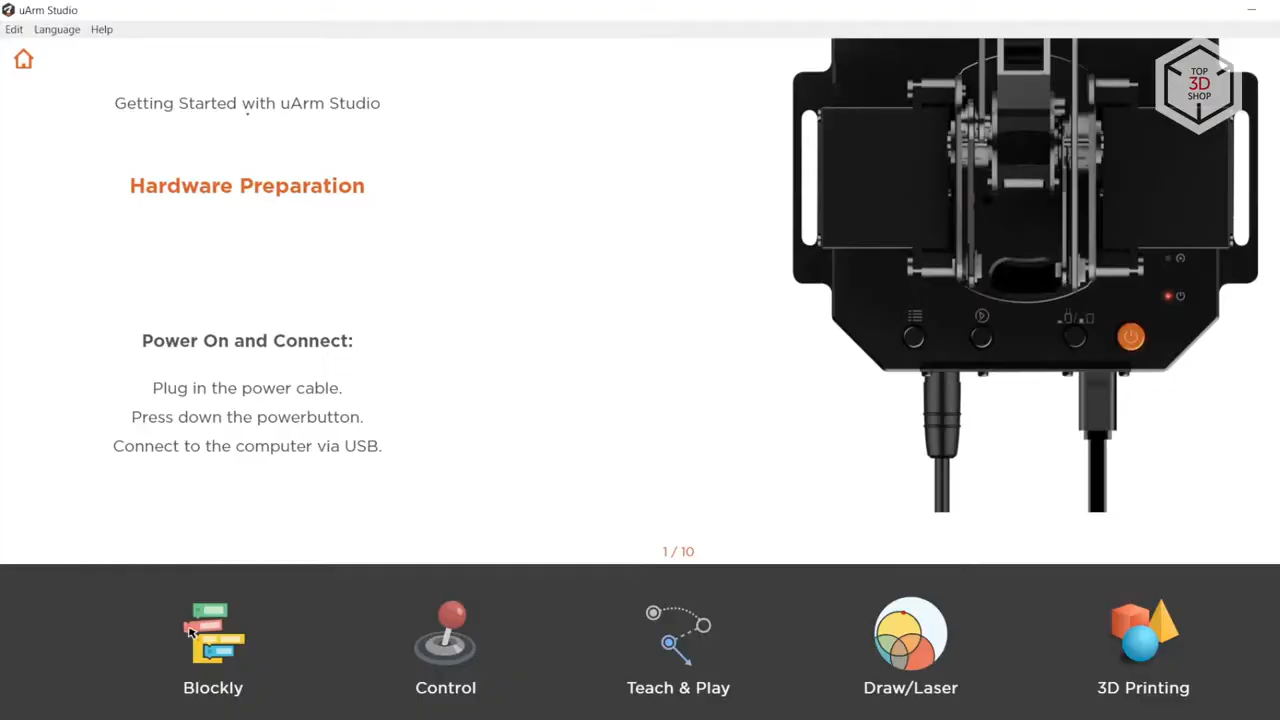 uArm Studio
Edit Language Help
TOP
3D
SHOP
Getting Started with uArm Studio
Hardware Preparation
Power On and Connect:
Plug in the power cable.
Press down the powerbutton.
Connect to the computer via USB.
1 / 10
Blockly
Control
Teach & Play
Draw/Laser
3D Printing